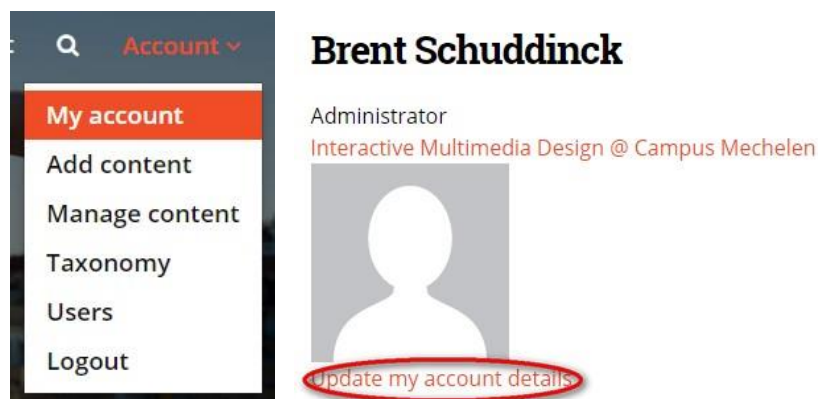 Account
My account
Add content
Manage content
Taxonomy
Users
Logout
Brent Schuddinck
Administrator
Interactive Multimedia Design @ Campus Mechelen
Update my account details